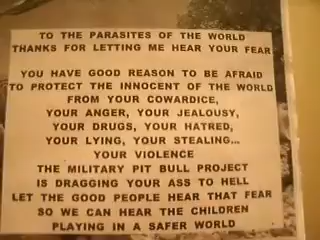 TO THE PARASITES OF THE WORLD
THANKS FOR LETTING ME HEAR YOUR FEAR
YOU HAVE GOOD REASON TO BE AFRAID
TO PROTECT THE INNOCENT OF THE WORLD
FROM YOUR COWARDICE,
YOUR ANGER, YOUR JEALOUSY,
YOUR DRUGS, YOUR HATRED,
YOUR LYING, YOUR STEALING...
YOUR VIOLENCE
THE MILITARY PIT BULL PROJECT
IS DRAGGING YOUR ASS TO HELL
LET THE GOOD PEOPLE HEAR THAT FEAR
SO WE CAN HEAR THE CHILDREN
PLAYING IN A SAFER WORLD